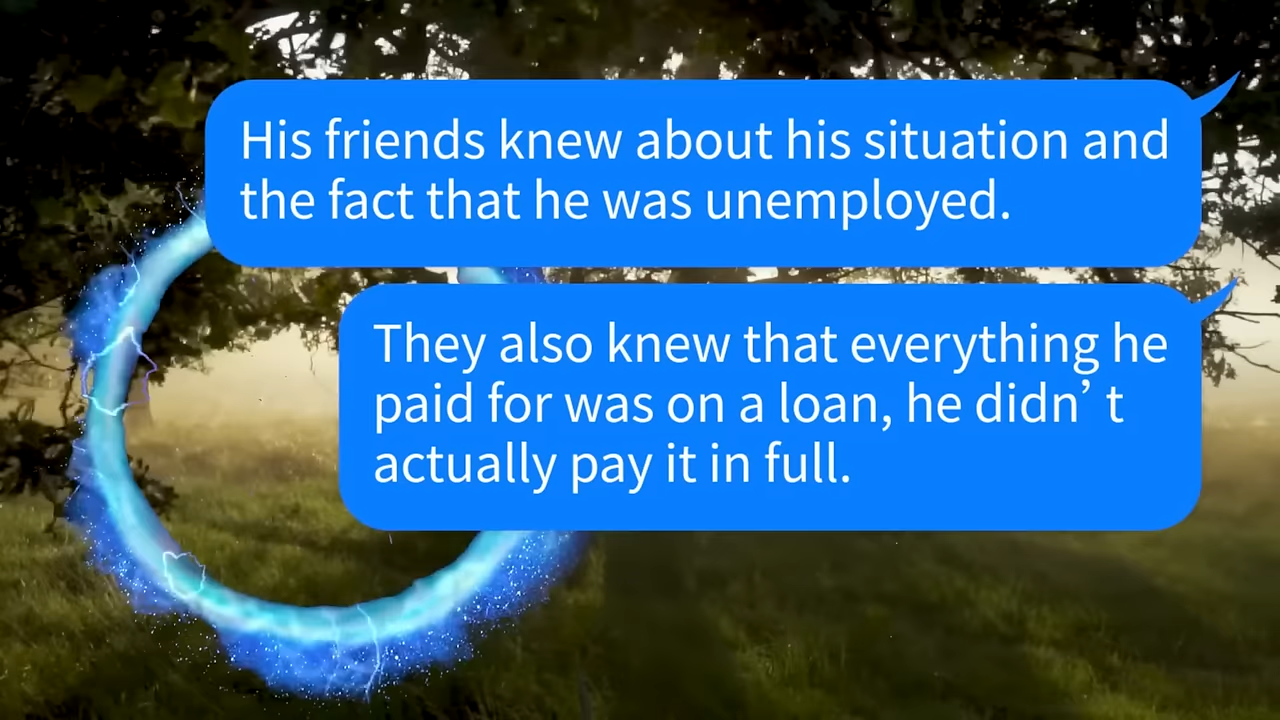 His friends knew about his situation and
the fact that he was unemployed.
They also knew that everything he
paid for was on a loan, he didn’ t
actually pay it in full.